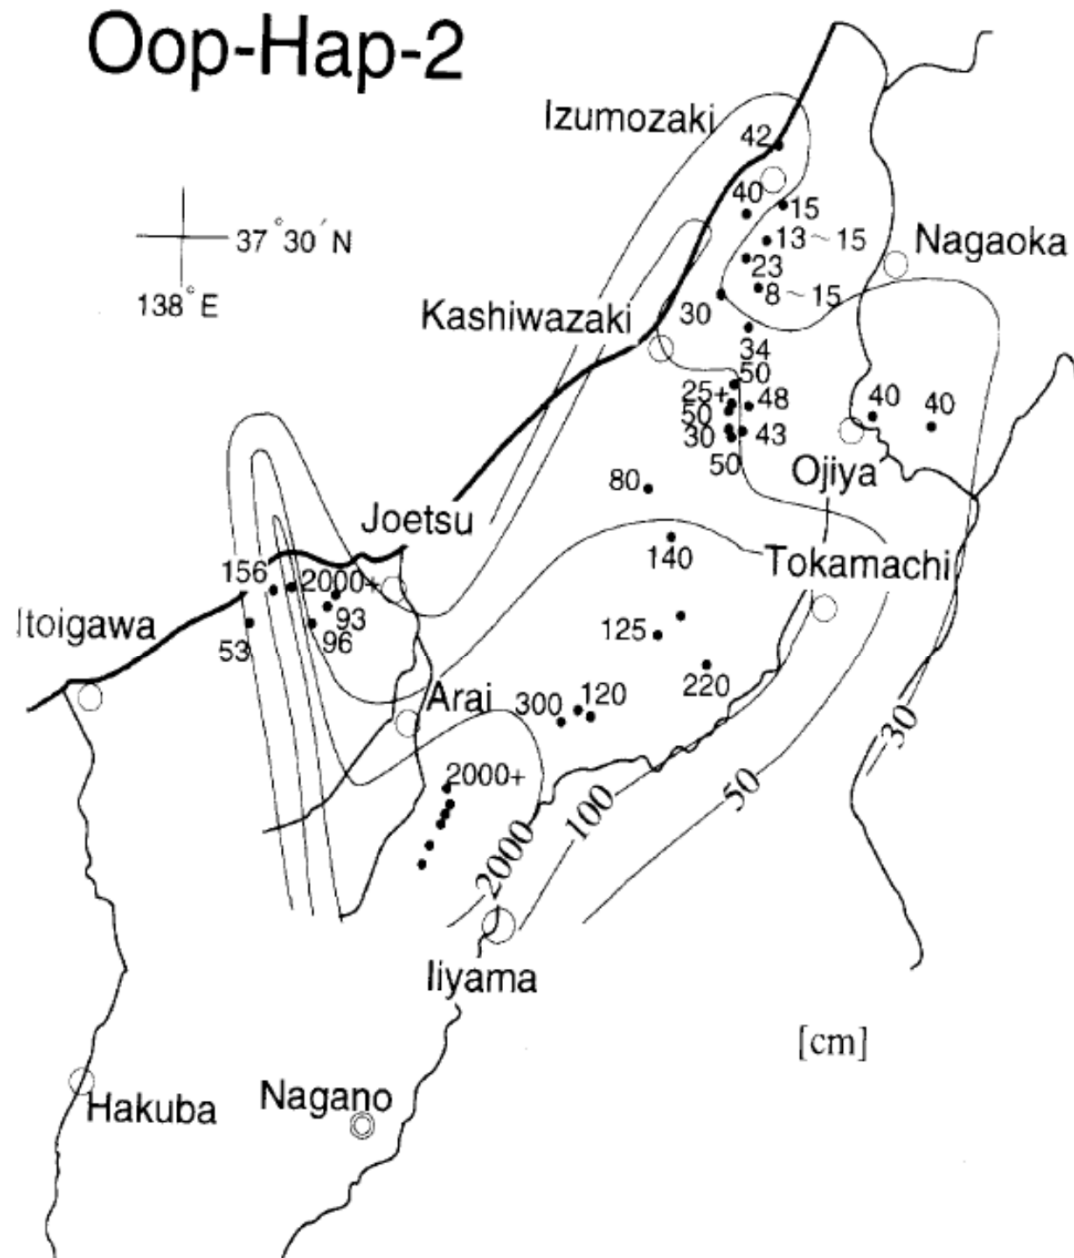 Oop-Hap-2
Izumozaki
42
40
15
37°30´N
13~15
Nagaoka
23
138°E
8~15
30
Kashiwazaki
34
50
25+
48
40
40
50
30
43
50
Ojiya
80
Joetsu
140
Tokamachi
156
2000+
93
Itoigawa
125
96
53
220
Arai
300
120
30
2000+
50
100
2000
Iiyama
[cm]
Hakuba
Nagano